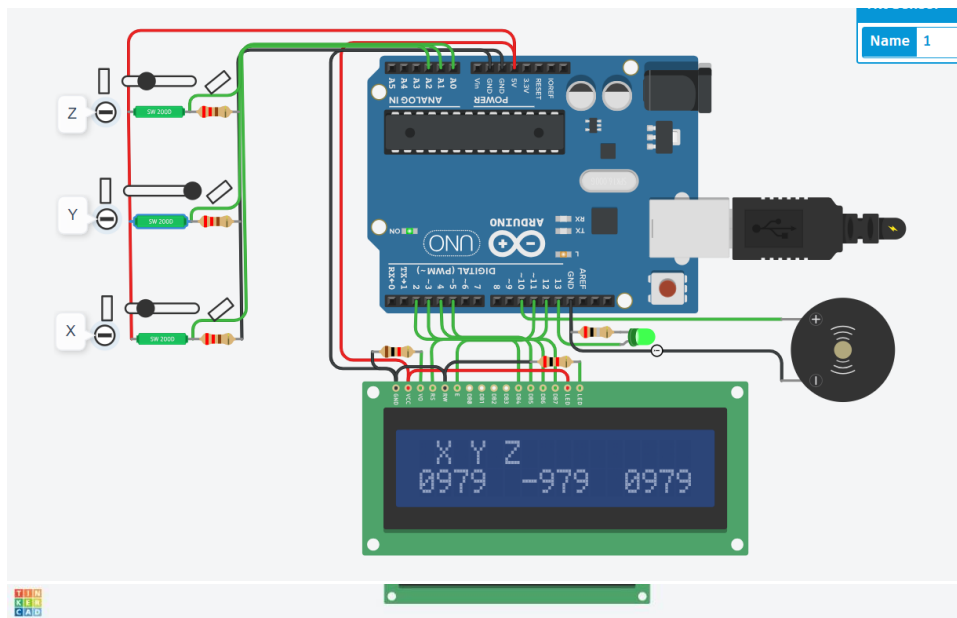 Name 1
Z
SW 200D
Y
SW 200D
X
SW 200D
A5 A4 A3 A2 A1 A0
Vin GND GND 5V 3.3V RESET IOREF
ANALOG IN
POWER
ARDUINO
UNO
ON
RX
TX
L
DIGITAL (PWM~)
RX←0 TX→1 2 ~3 4 ~5 ~6 7
8 ~9 ~10 ~11 12 13 GND AREF
GND VCC V0 RS RW E DB0 DB1 DB2 DB3 DB4 DB5 DB6 DB7 LED LED
X Y Z
0979 -979 0979
TIN
KER
CAD